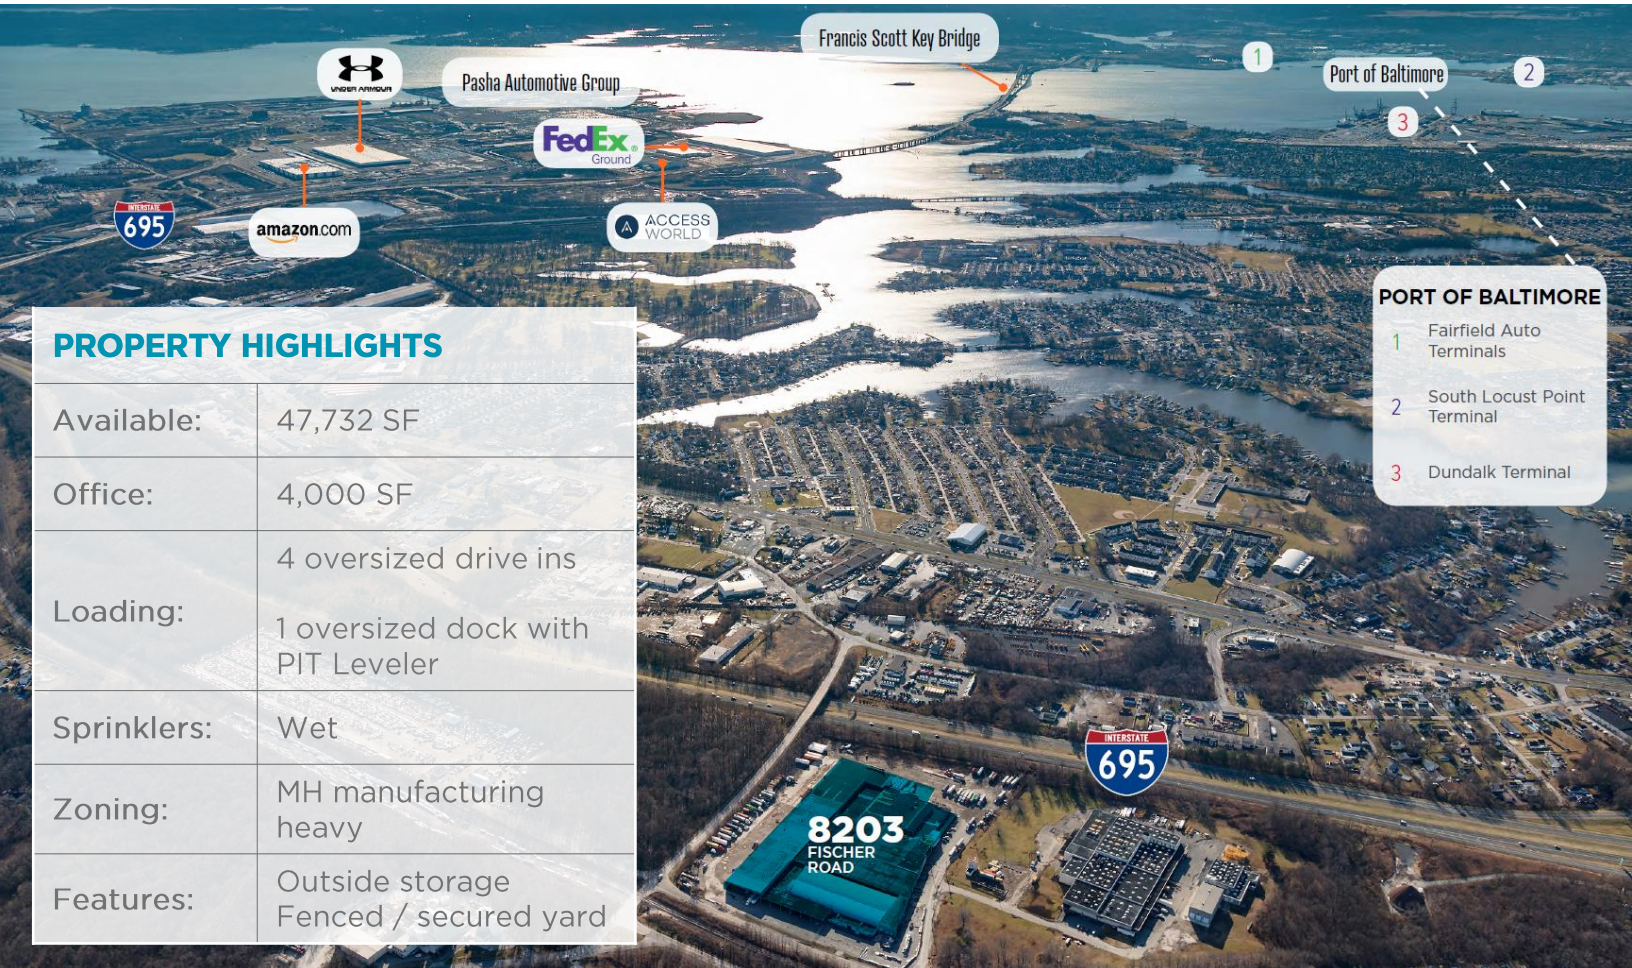 Francis Scott Key Bridge
UNDER ARMOUR
Pasha Automotive Group
1
Port of Baltimore
2
3
FedEx®
Ground
INTERSTATE
695
amazon.com
A
ACCESS
WORLD
PORT OF BALTIMORE
1 Fairfield Auto
Terminals
2 South Locust Point
Terminal
3 Dundalk Terminal
PROPERTY HIGHLIGHTS
Available: 47,732 SF
Office: 4,000 SF
Loading: 4 oversized drive ins
1 oversized dock with
PIT Leveler
Sprinklers: Wet
Zoning: MH manufacturing
heavy
Features: Outside storage
Fenced / secured yard
INTERSTATE
695
8203
FISCHER
ROAD